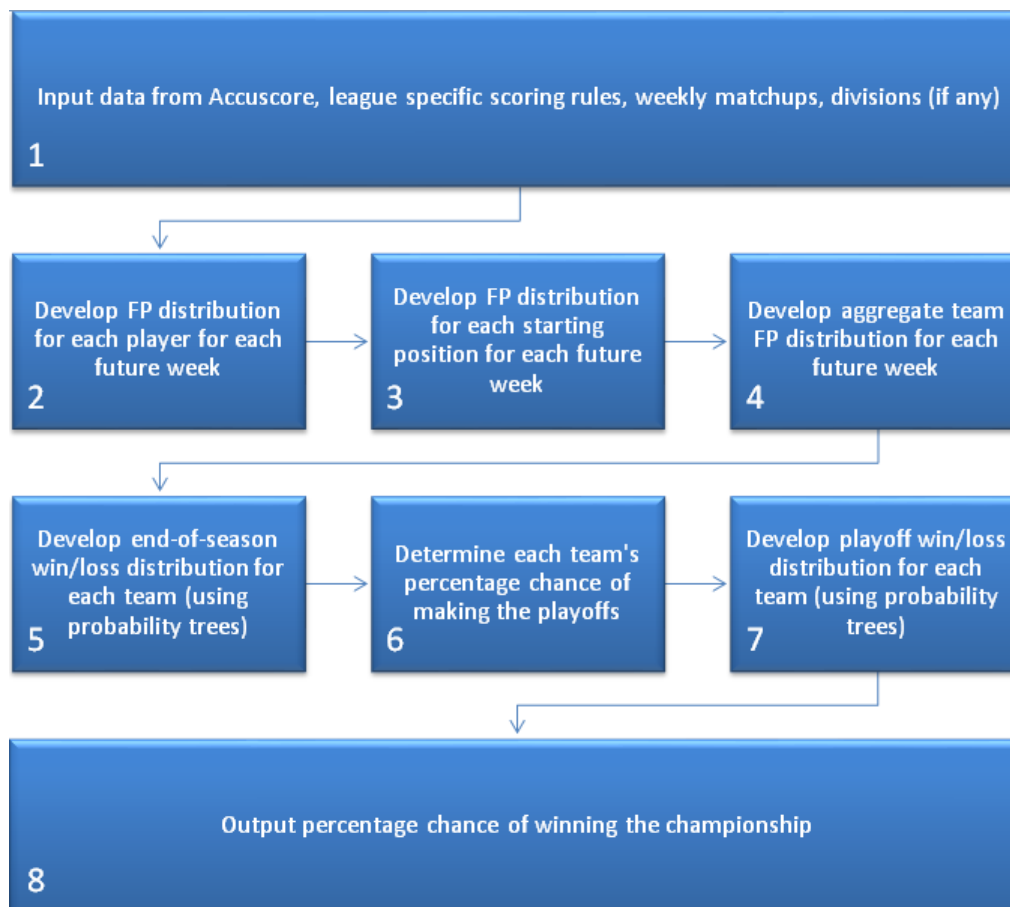 Input data from Accuscore, league specific scoring rules, weekly matchups, divisions (if any)
1
Develop FP distribution
for each player for each
future week
2
Develop FP distribution
for each starting
position for each future
week
3
Develop aggregate team
FP distribution for each
future week
4
Develop end-of-season
win/loss distribution for
each team (using
probability trees)
5
Determine each team's
percentage chance of
making the playoffs
6
Develop playoff win/loss
distribution for each
team (using probability
trees)
7
Output percentage chance of winning the championship
8